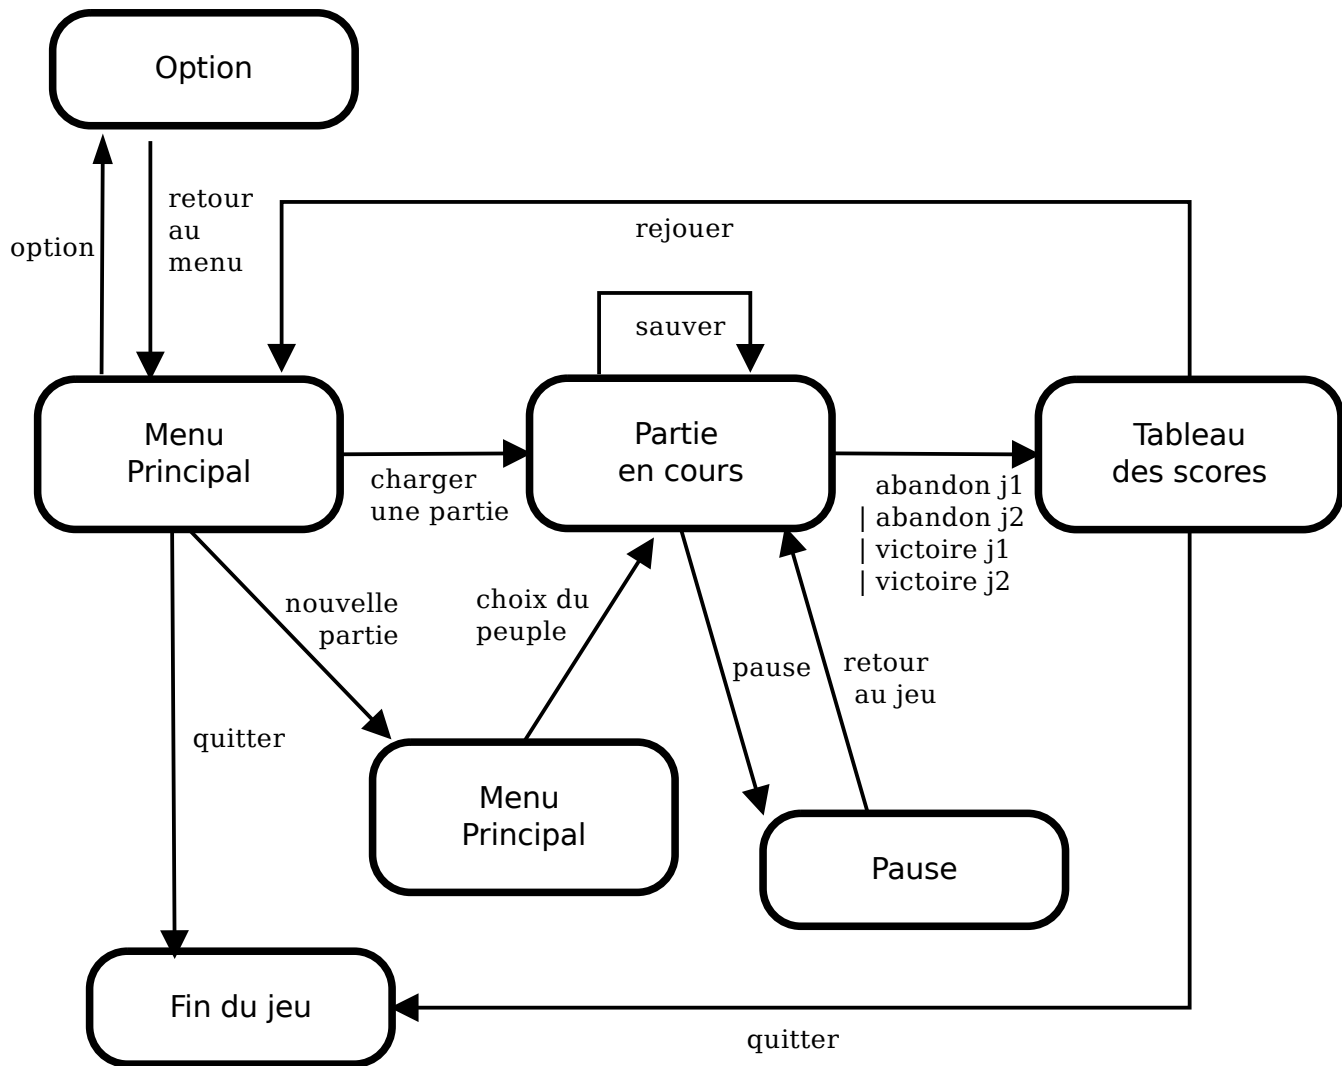 Option
option
retour
au
menu
rejouer
sauver
Menu
Principal
charger
une partie
Partie
en cours
abandon j1
| abandon j2
| victoire j1
| victoire j2
Tableau
des scores
nouvelle
partie
choix du
peuple
pause
retour
au jeu
quitter
Menu
Principal
Pause
Fin du jeu
quitter